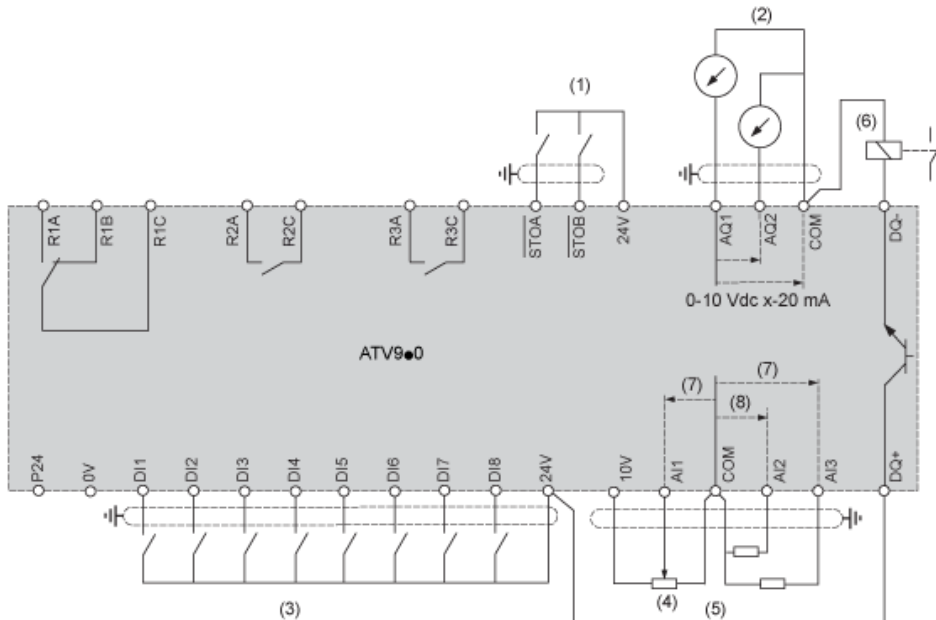 (2)
(1)
(6)
R1A R1B R1C R2A R2C R3A R3C STOA STOB 24V AQ1 AQ2 COM DQ-
0-10 Vdc x-20 mA
ATV9●0
(7)
(7)
(8)
P24 0V DI1 DI2 DI3 DI4 DI5 DI6 DI7 DI8 24V 10V AI1 COM AI2 AI3 DQ+
(3) (4) (5)